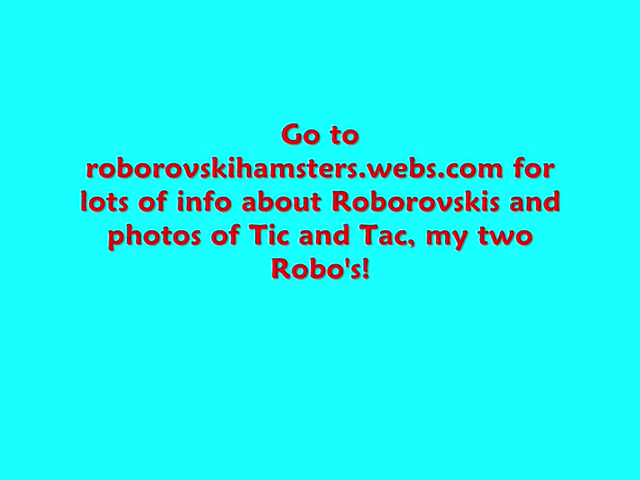 Go to
roborovskihamsters.webs.com for
lots of info about Roborovskis and
photos of Tic and Tac, my two
Robo's!